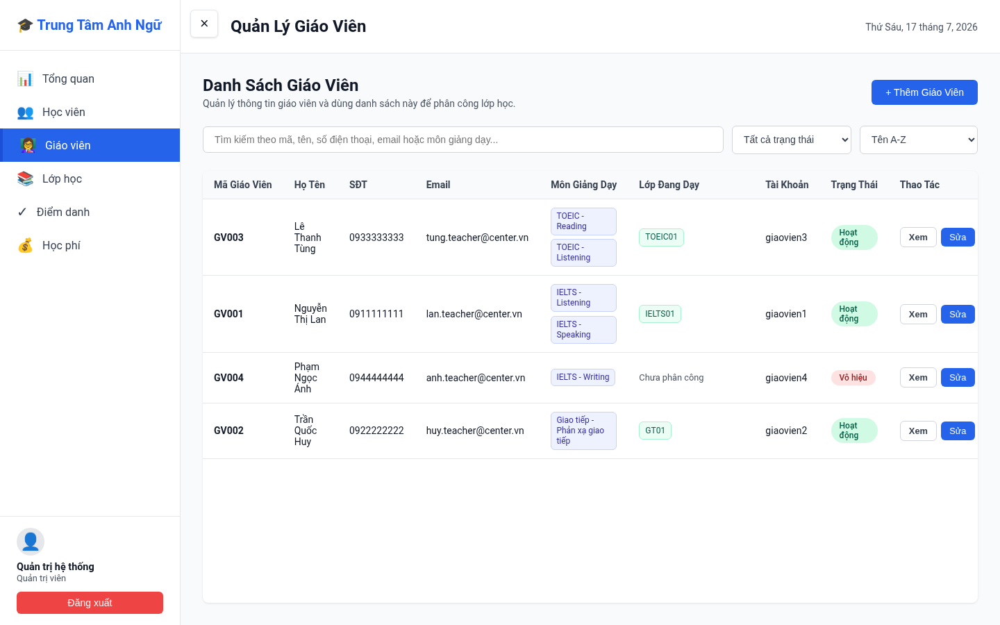 🎓 Trung Tâm Anh Ngữ
📊 Tổng quan
👥 Học viên
👩‍🏫 Giáo viên
📚 Lớp học
✓ Điểm danh
💰 Học phí
👤
Quản trị hệ thống
Quản trị viên
Đăng xuất
× Quản Lý Giáo Viên
Thứ Sáu, 17 tháng 7, 2026
Danh Sách Giáo Viên
Quản lý thông tin giáo viên và dùng danh sách này để phân công lớp học.
+ Thêm Giáo Viên
Tìm kiếm theo mã, tên, số điện thoại, email hoặc môn giảng dạy...
Tất cả trạng thái
Tên A-Z
Mã Giáo Viên Họ Tên SĐT Email Môn Giảng Dạy Lớp Đang Dạy Tài Khoản Trạng Thái Thao Tác
GV003
Lê
Thanh
Tùng
0933333333
tung.teacher@center.vn
TOEIC -
Reading
TOEIC -
Listening
TOEIC01
giaovien3
Hoạt
động
Xem
Sửa
GV001
Nguyễn
Thị Lan
0911111111
lan.teacher@center.vn
IELTS -
Listening
IELTS -
Speaking
IELTS01
giaovien1
Hoạt
động
Xem
Sửa
GV004
Phạm
Ngọc
Ánh
0944444444
anh.teacher@center.vn
IELTS - Writing
Chưa phân công
giaovien4
Vô hiệu
Xem
Sửa
GV002
Trần
Quốc
Huy
0922222222
huy.teacher@center.vn
Giao tiếp -
Phản xạ giao
tiếp
GT01
giaovien2
Hoạt
động
Xem
Sửa